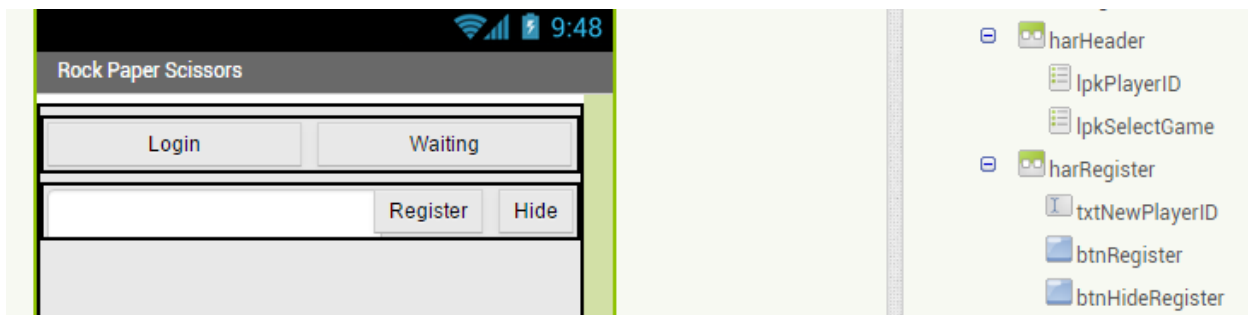 9:48
Rock Paper Scissors
Login Waiting
Register Hide
harHeader
lpkPlayerID
lpkSelectGame
harRegister
txtNewPlayerID
btnRegister
btnHideRegister